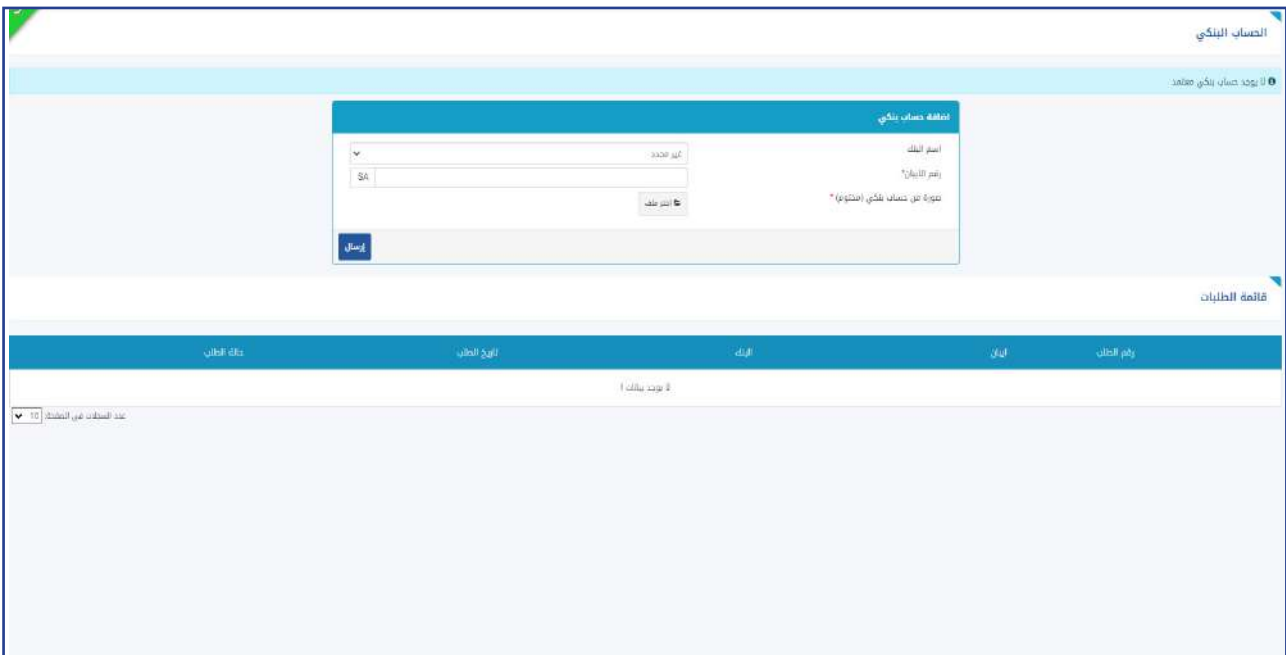 الحساب البنكي
لا يوجد حساب بنكي معتمد
اضافة حساب بنكي
اسم البنك
غير محدد
رقم الايبان*
SA
صورة من حساب بنكي (مختوم) *
اختر ملف
إرسال
قائمة الطلبات
رقم الطلب ايبان البنك تاريخ الطلب حالة الطلب
لا يوجد بيانات !
عدد السجلات في الصفحة: 10